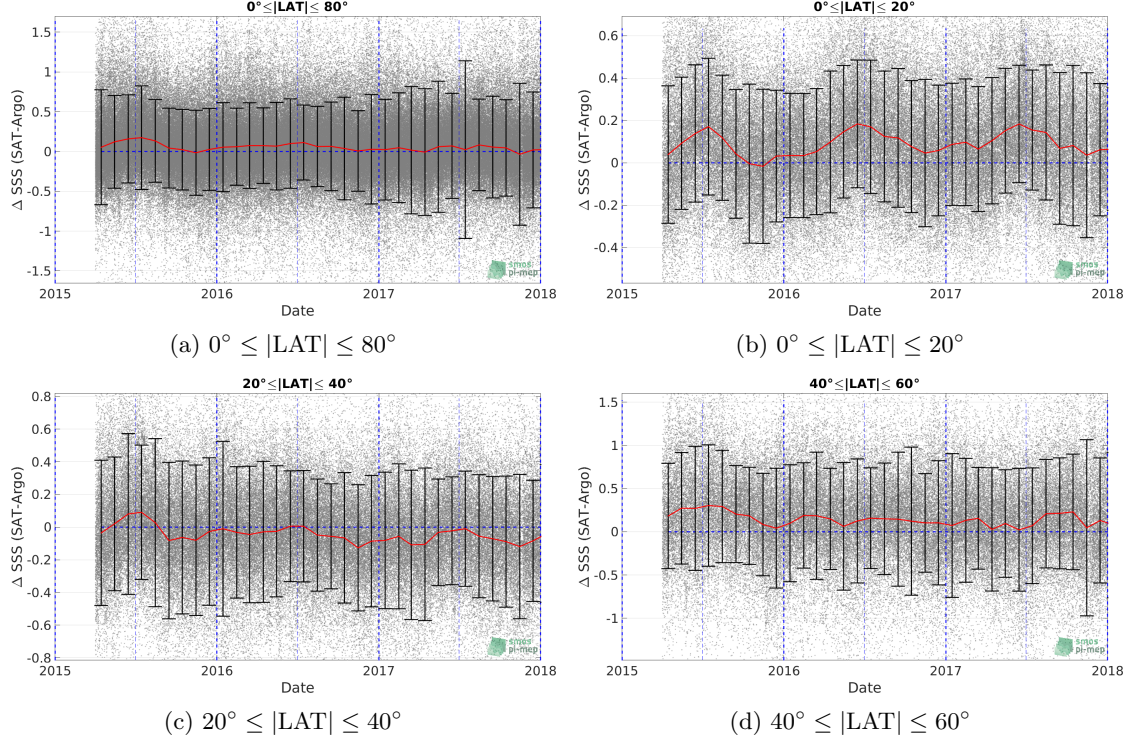 0°≤|LAT|≤ 80°
1.5
1
0.5
0
-0.5
-1
-1.5
Δ SSS (SAT-Argo)
2015
2016
2017
2018
Date
smos
pi-mep
(a) 0° ≤ |LAT| ≤ 80°
0°≤|LAT|≤ 20°
0.6
0.4
0.2
0
-0.2
-0.4
Δ SSS (SAT-Argo)
2015
2016
2017
2018
Date
smos
pi-mep
(b) 0° ≤ |LAT| ≤ 20°
20°≤|LAT|≤ 40°
0.8
0.6
0.4
0.2
0
-0.2
-0.4
-0.6
-0.8
Δ SSS (SAT-Argo)
2015
2016
2017
2018
Date
smos
pi-mep
(c) 20° ≤ |LAT| ≤ 40°
40°≤|LAT|≤ 60°
1.5
1
0.5
0
-0.5
-1
Δ SSS (SAT-Argo)
2015
2016
2017
2018
Date
smos
pi-mep
(d) 40° ≤ |LAT| ≤ 60°